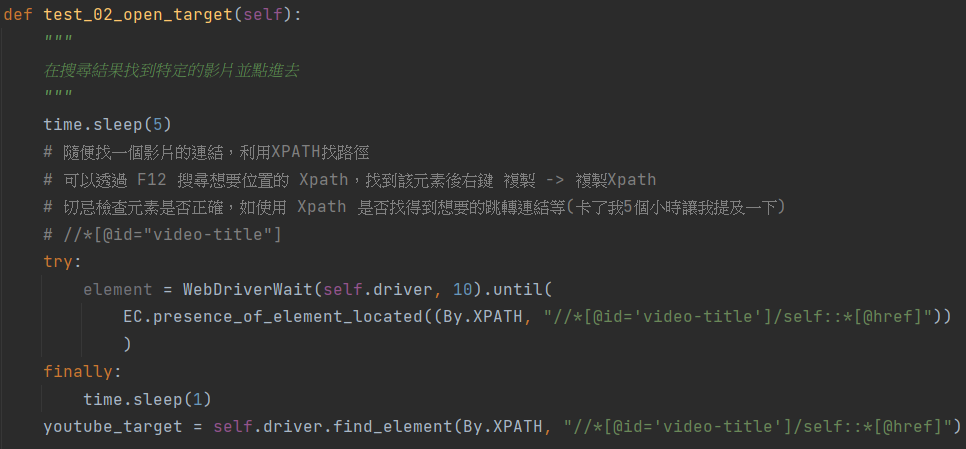 def test_02_open_target(self):
"""
在搜尋結果找到特定的影片並點進去
"""
time.sleep(5)
# 隨便找一個影片的連結，利用XPATH找路徑
# 可以透過 F12 搜尋想要位置的 Xpath，找到該元素後右鍵 複製 -> 複製Xpath
# 切忌檢查元素是否正確，如使用 Xpath 是否找得到想要的跳轉連結等(卡了我5個小時讓我提及一下)
# //*[@id="video-title"]
try:
element = WebDriverWait(self.driver, 10).until(
EC.presence_of_element_located((By.XPATH, "//*[@id='video-title']/self::*[@href]"))
)
finally:
time.sleep(1)
youtube_target = self.driver.find_element(By.XPATH, "//*[@id='video-title']/self::*[@href]")